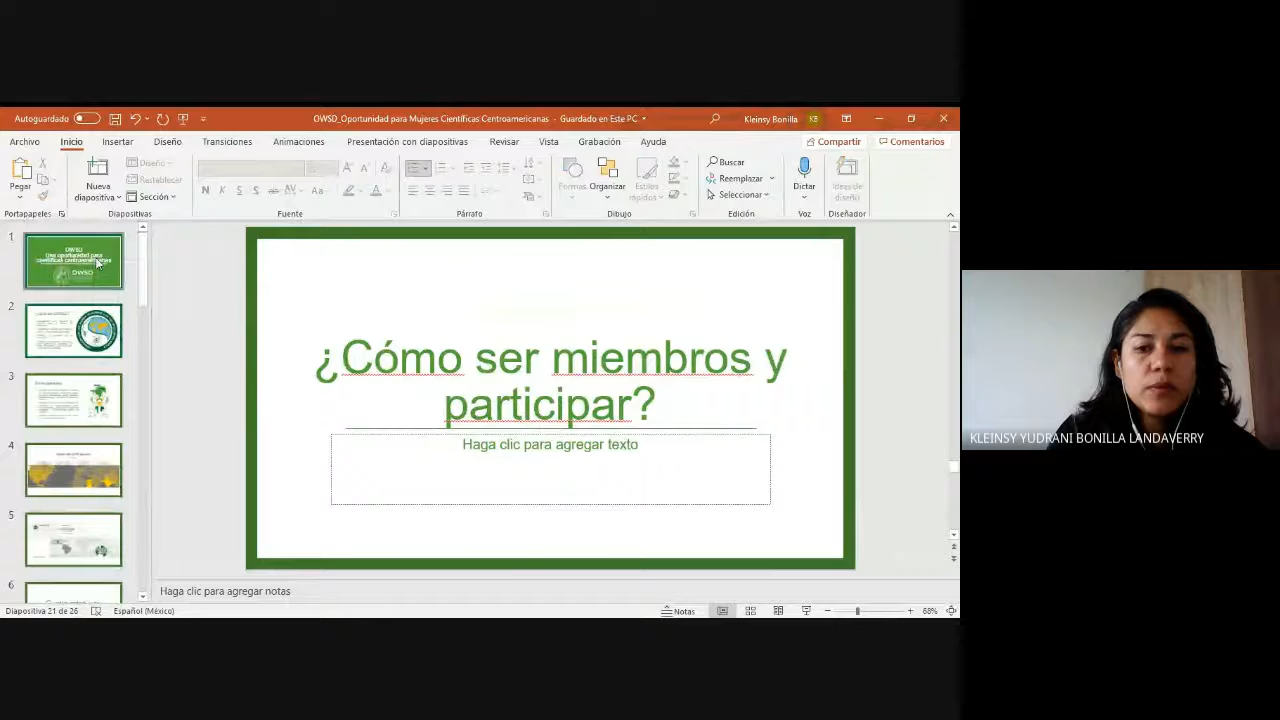 Autoguardado
OWSD_Oportunidad para Mujeres Científicas Centroamericanas - Guardado en Este PC
Kleinsy Bonilla
KB
Archivo Inicio Insertar Diseño Transiciones Animaciones Presentación con diapositivas Revisar Vista Grabación Ayuda
Compartir Comentarios
Pegar
Portapapeles
Nueva diapositiva
Diseño
Restablecer
Sección
Diapositivas
N K S S ab AV Aa A
Fuente
Párrafo
Formas
Organizar
Estilos rápidos
Dibujo
Buscar
Reemplazar
Seleccionar
Edición
Dictar
Voz
Ideas de diseño
Diseñador
1
OWSD
Una oportunidad para
científicas centroamericanas
OWSD
2
3
4
5
6
¿Cómo ser miembros y
participar?
Haga clic para agregar texto
Haga clic para agregar notas
Diapositiva 21 de 26 Español (México)
Notas
68%
KLEINSY YUDRANI BONILLA LANDAVERRY